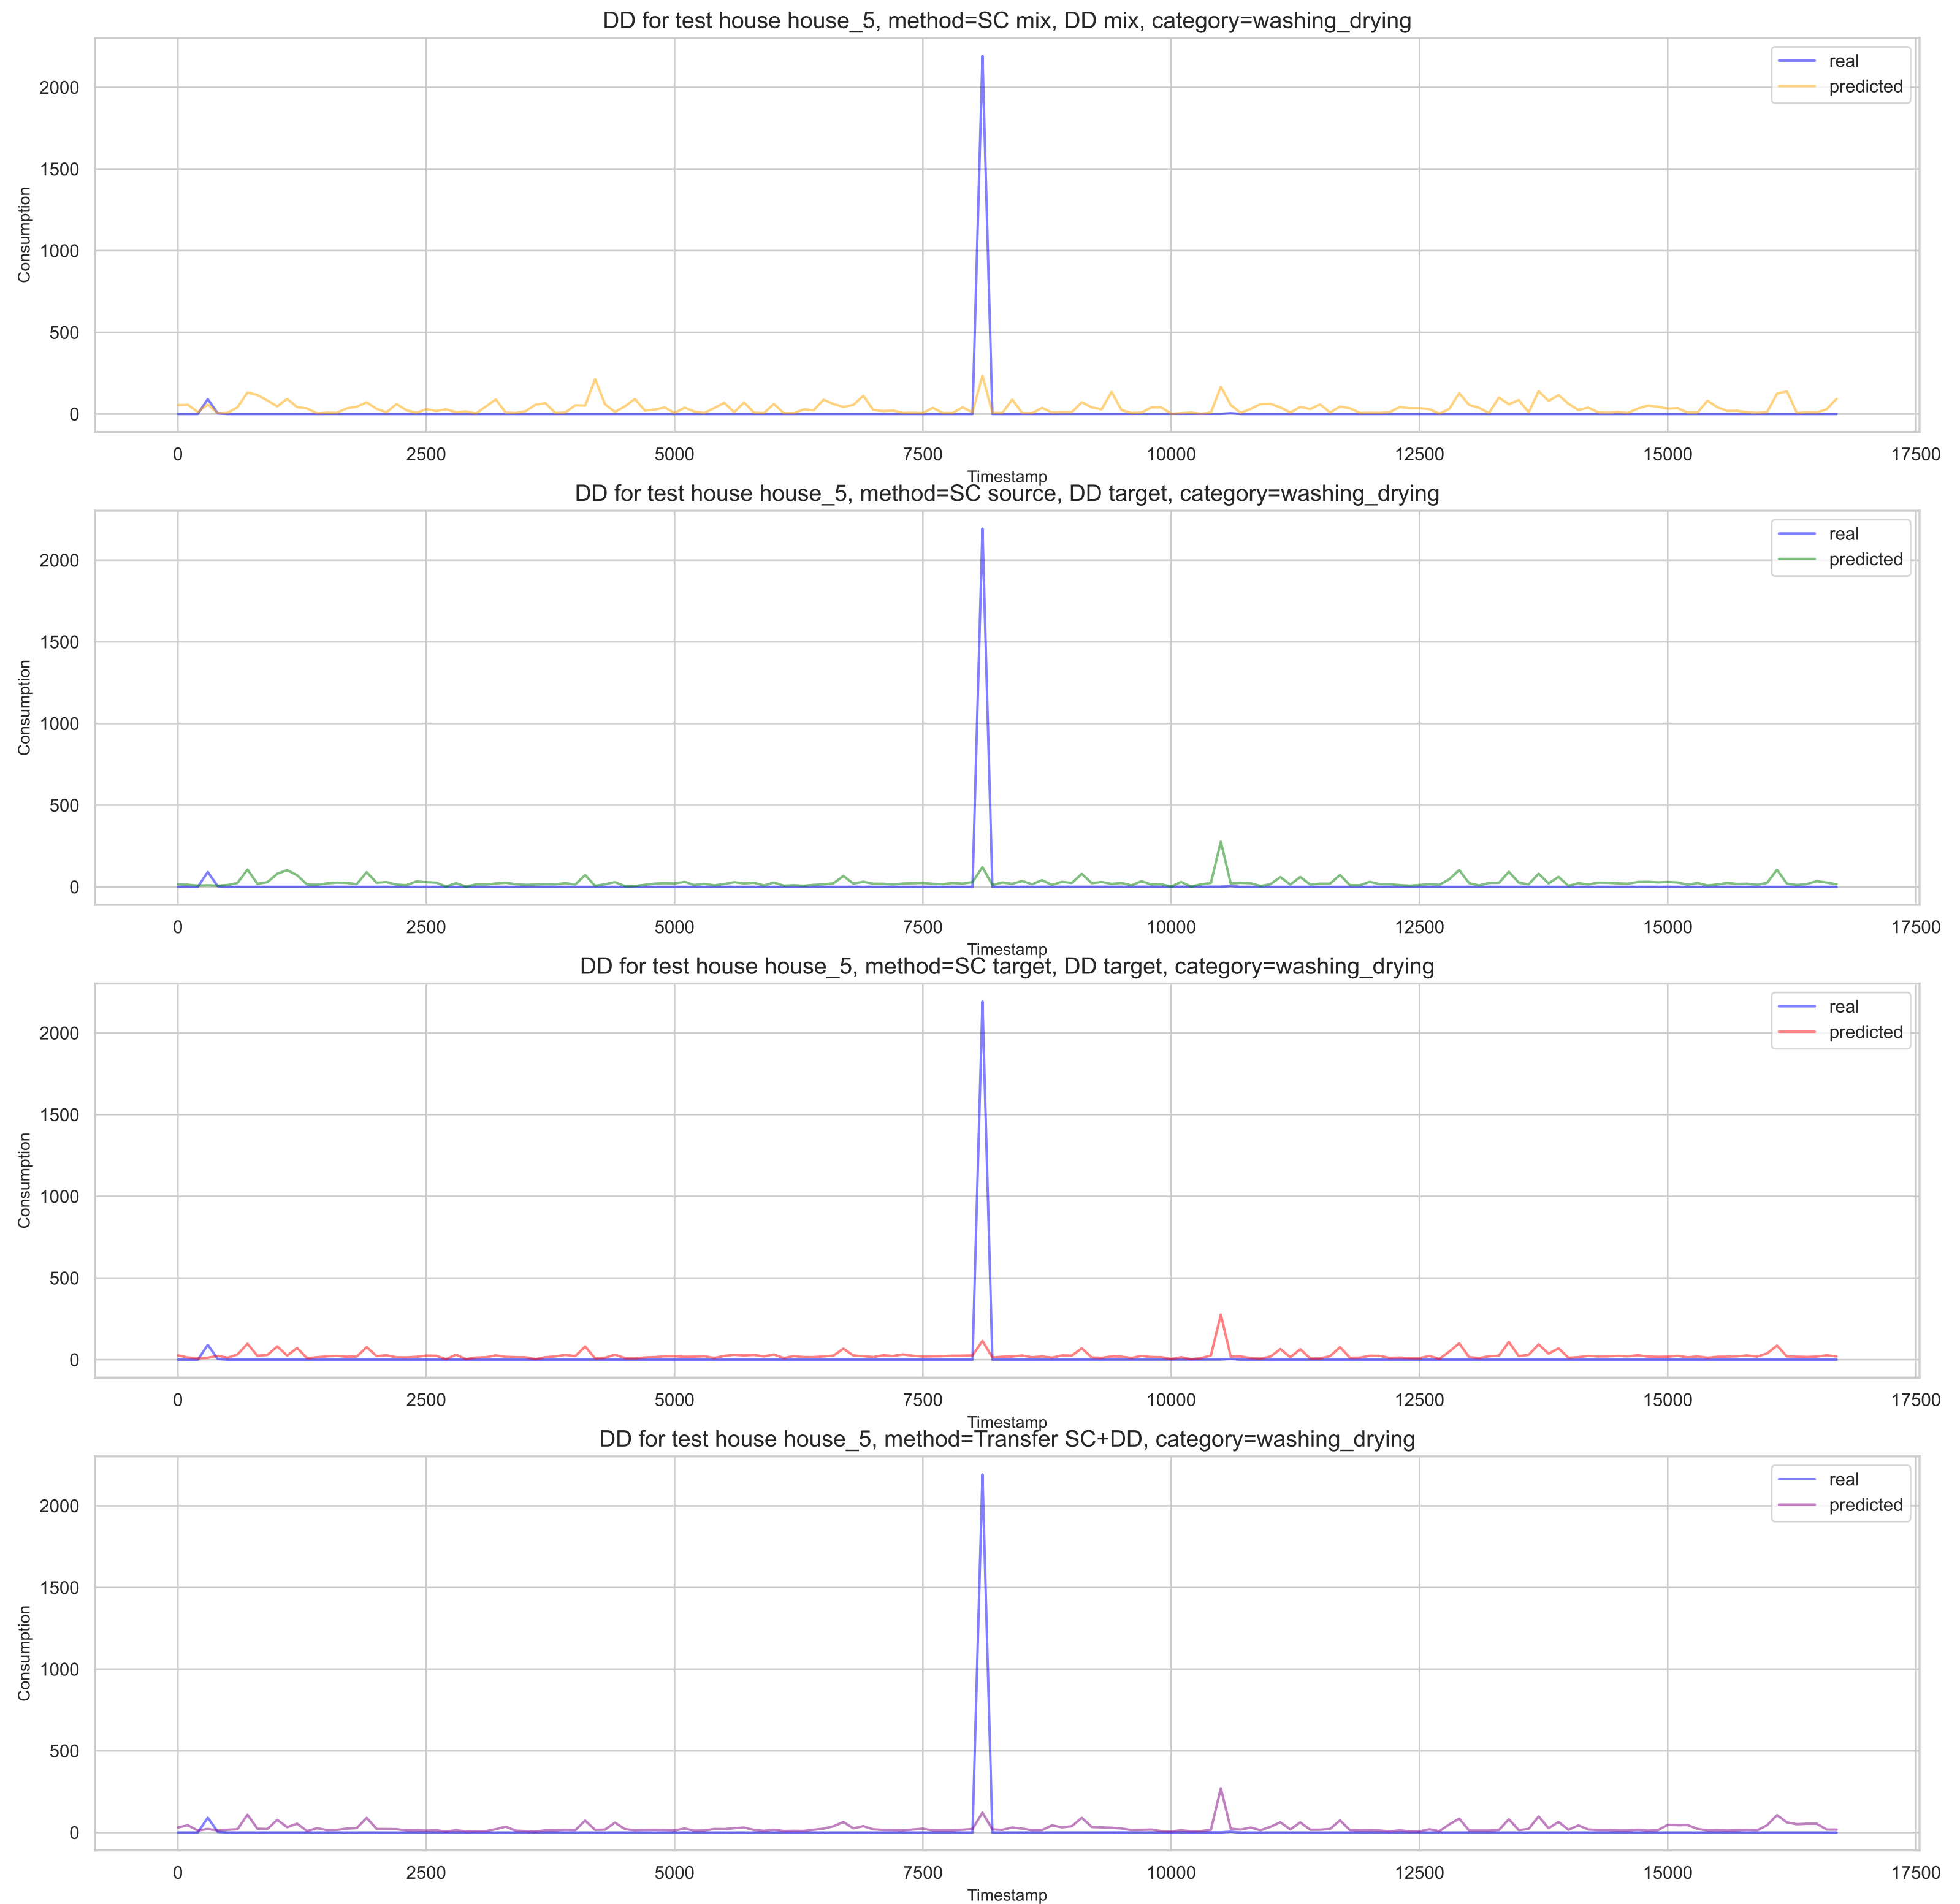 DD for test house house_5, method=SC mix, DD mix, category=washing_drying
real
predicted
2000
1500
1000
500
0
Consumption
0 2500 5000 7500 10000 12500 15000 17500
Timestamp
DD for test house house_5, method=SC source, DD target, category=washing_drying
real
predicted
2000
1500
1000
500
0
Consumption
0 2500 5000 7500 10000 12500 15000 17500
Timestamp
DD for test house house_5, method=SC target, DD target, category=washing_drying
real
predicted
2000
1500
1000
500
0
Consumption
0 2500 5000 7500 10000 12500 15000 17500
Timestamp
DD for test house house_5, method=Transfer SC+DD, category=washing_drying
real
predicted
2000
1500
1000
500
0
Consumption
0 2500 5000 7500 10000 12500 15000 17500
Timestamp